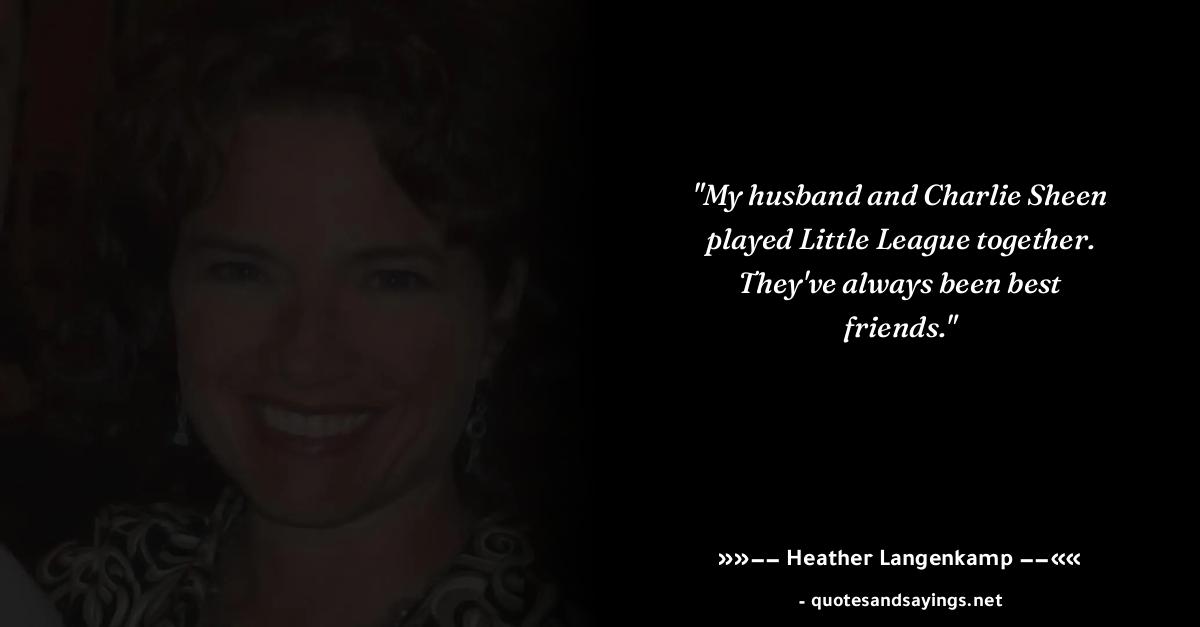 "My husband and Charlie Sheen
played Little League together.
They've always been best
friends."
»»−− Heather Langenkamp −−««
- quotesandsayings.net